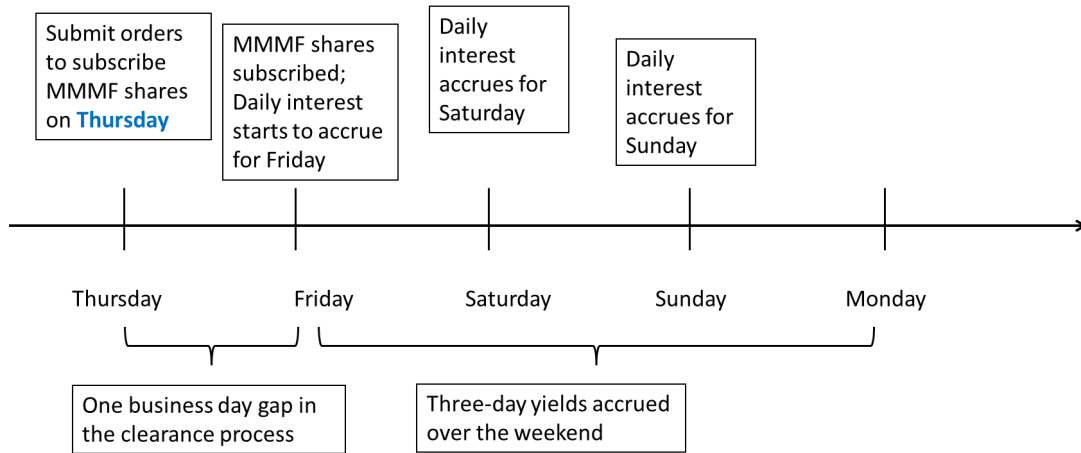 Submit orders
to subscribe
MMMF shares
on Thursday
MMMF shares
subscribed;
Daily interest
starts to accrue
for Friday
Daily
interest
accrues for
Saturday
Daily
interest
accrues for
Sunday
Thursday
Friday
Saturday
Sunday
Monday
One business day gap in
the clearance process
Three-day yields accrued
over the weekend